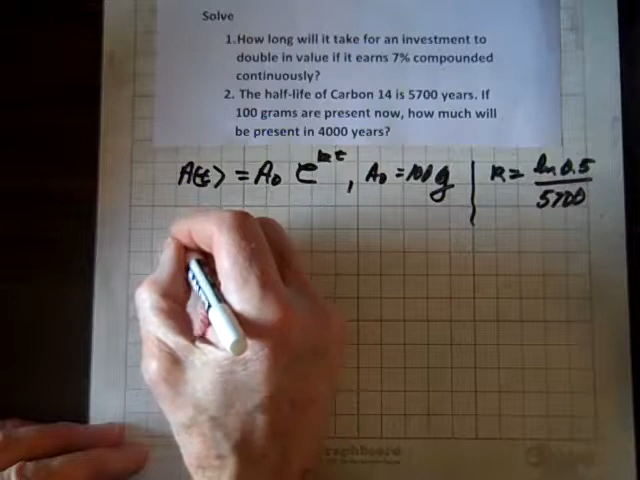 Solve
1.How long will it take for an investment to
double in value if it earns 7% compounded
continuously?
2. The half-life of Carbon 14 is 5700 years. If
100 grams are present now, how much will
be present in 4000 years?
A(t) = A₀ e^kt, A₀ = 100g | k = ln 0.5 / 5700
graphboard